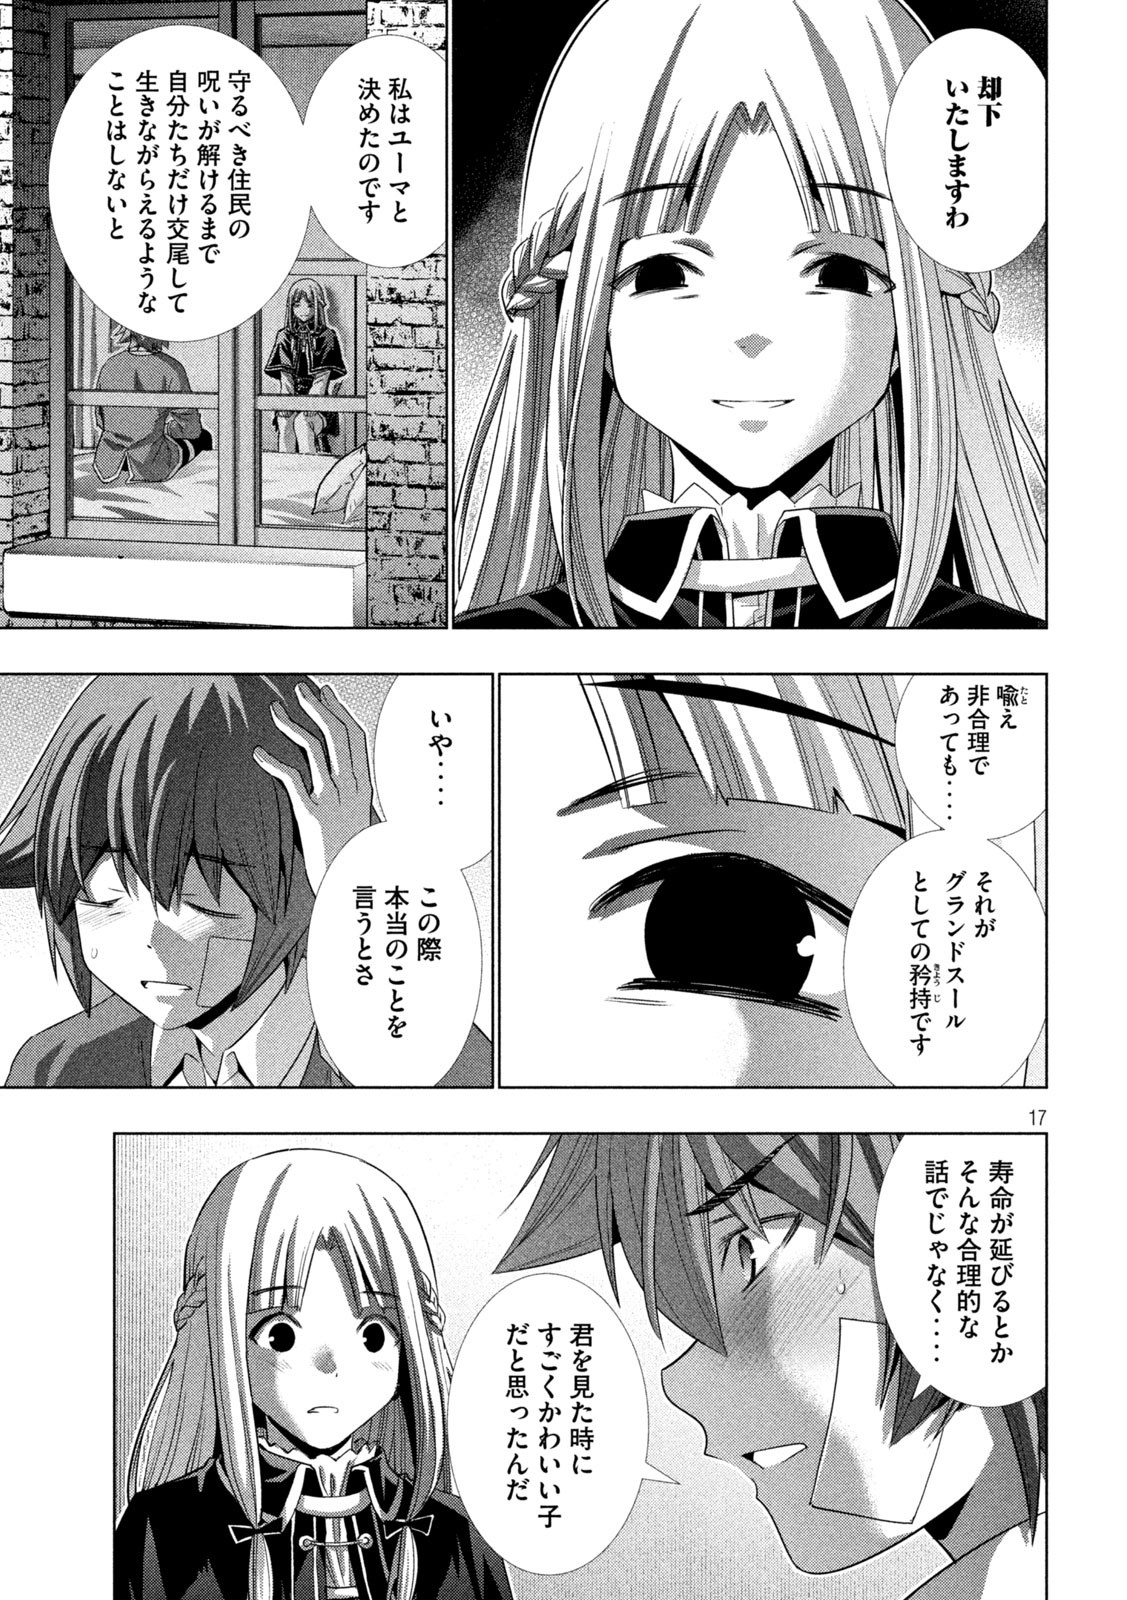 却下
いたしますわ
私はユーマと
決めたのです
守るべき住民の
呪いが解けるまで
自分たちだけ交尾して
生きながらえるような
ことはしないと
喩え
たと
非合理で
あっても‥‥
それが
グランドスール
としての矜持です
きょうじ
いや‥‥
この際
本当のことを
言うとさ
17
寿命が延びるとか
そんな合理的な
話でじゃなく‥‥
君を見た時に
すごくかわいい子
だと思ったんだ